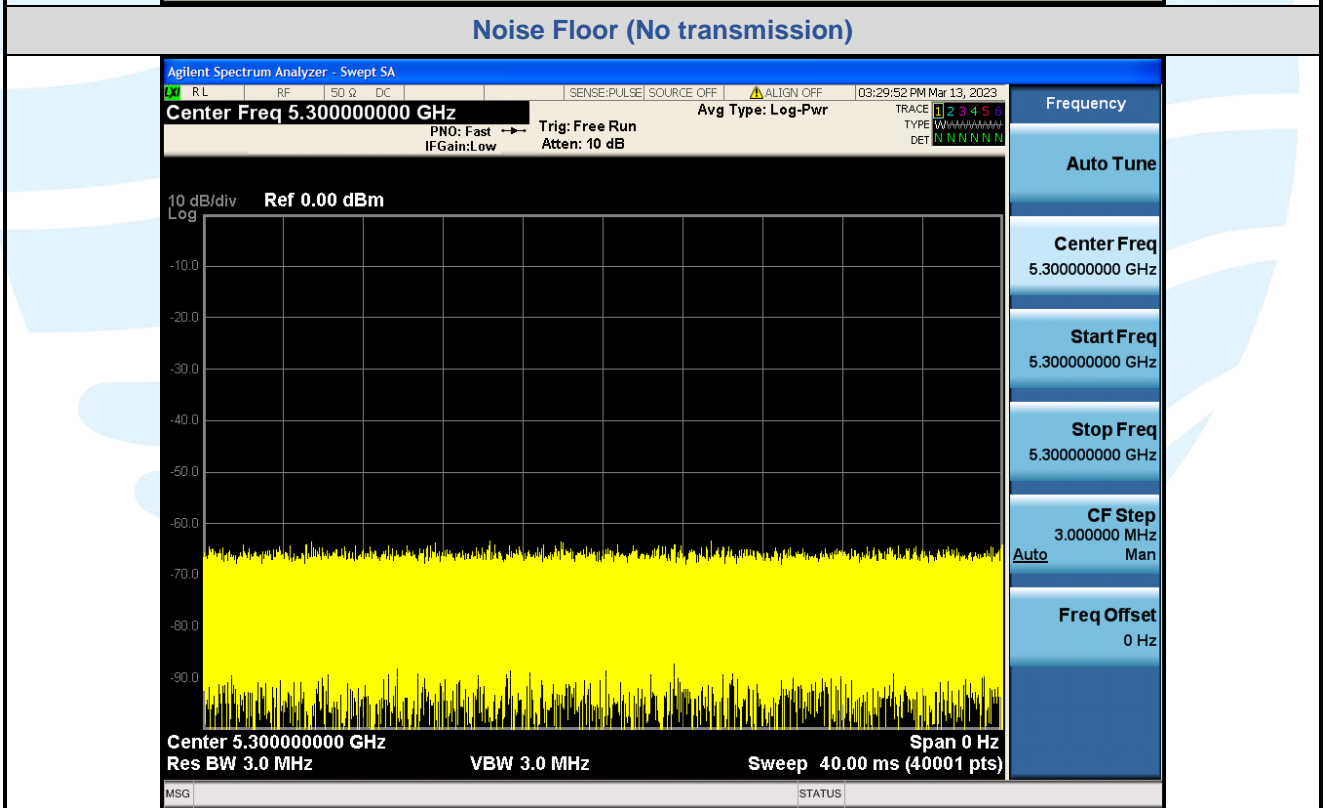 Noise Floor (No transmission)
Agilent Spectrum Analyzer - Swept SA
LXI RL RF 50 Ω DC SENSE:PULSE SOURCE OFF ALIGN OFF 03:29:52 PM Mar 13, 2023
Center Freq 5.300000000 GHz Avg Type: Log-Pwr TRACE 1 2 3 4 5 6
PNO: Fast Trig: Free Run TYPE WWWWWW
IFGain:Low Atten: 10 dB DET N N N N N N
Frequency
Auto Tune
10 dB/div Ref 0.00 dBm
Log
-10.0
-20.0
-30.0
-40.0
-50.0
-60.0
-70.0
-80.0
-90.0
Center 5.300000000 GHz Span 0 Hz
Res BW 3.0 MHz VBW 3.0 MHz Sweep 40.00 ms (40001 pts)
Center Freq
5.300000000 GHz
Start Freq
5.300000000 GHz
Stop Freq
5.300000000 GHz
CF Step
3.000000 MHz
Auto Man
Freq Offset
0 Hz
MSG STATUS